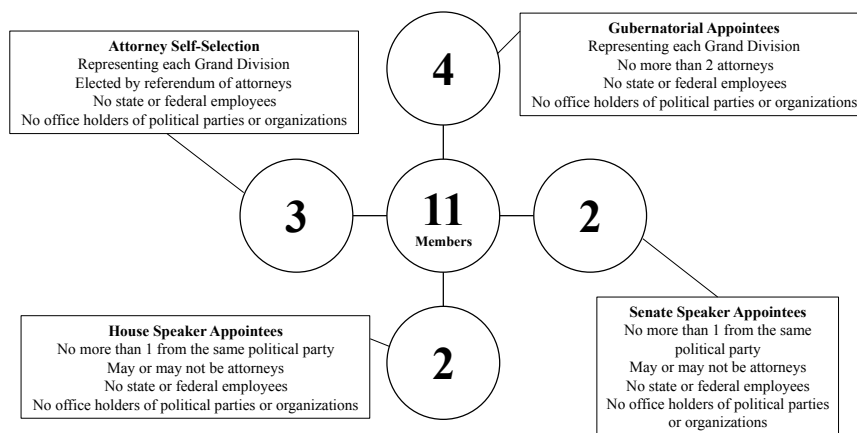 Attorney Self-Selection
Representing each Grand Division
Elected by referendum of attorneys
No state or federal employees
No office holders of political parties or organizations
Gubernatorial Appointees
Representing each Grand Division
No more than 2 attorneys
No state or federal employees
No office holders of political parties or organizations
4
3
11
Members
2
House Speaker Appointees
No more than 1 from the same political party
May or may not be attorneys
No state or federal employees
No office holders of political parties or organizations
2
Senate Speaker Appointees
No more than 1 from the same
political party
May or may not be attorneys
No state or federal employees
No office holders of political parties
or organizations